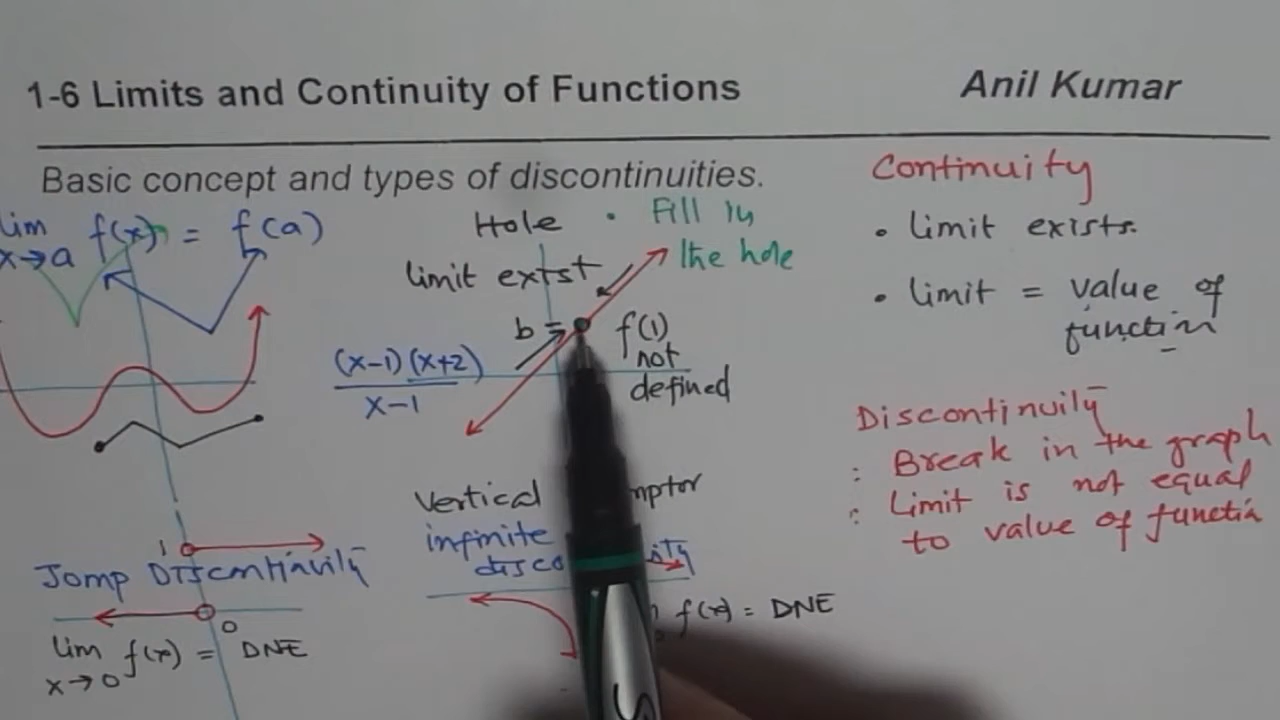 1-6 Limits and Continuity of Functions
Anil Kumar
Basic concept and types of discontinuities.
lim f(x) = f(a)
x→a
Hole
• Fill in
the hole
limit extst
b =
f(1)
not
defined
(x-1)(x+2)
x-1
Continuity
• limit exists.
• limit = value of
function
Discontinuity
: Break in the graph
: Limit is not equal
to value of function
1
Jomp Discontinuity
0
lim f(x) = DNE
x→0
Vertical
infinite
f(x) = DNE